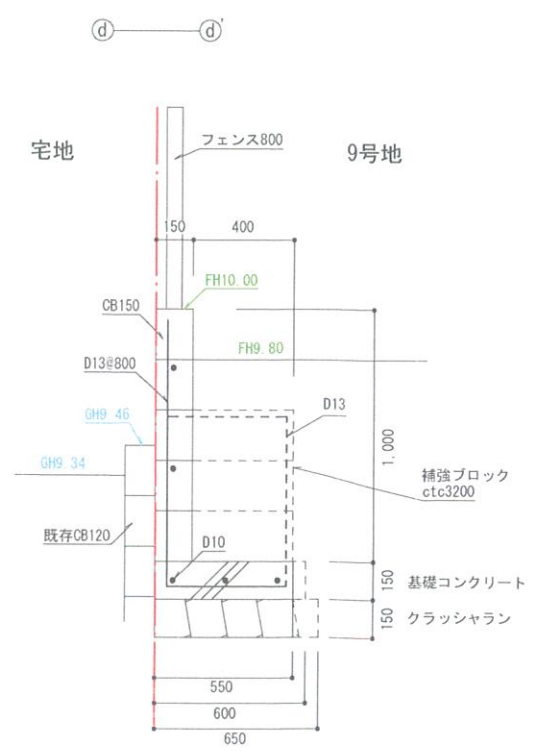 d d'
宅地
フェンス800
9号地
150
400
FH10.00
CB150
FH9.80
D13@800
D13
GH9.46
1,000
GH9.34
補強ブロック
ctc3200
既存CB120
D10
150
基礎コンクリート
150
クラッシャラン
550
600
650